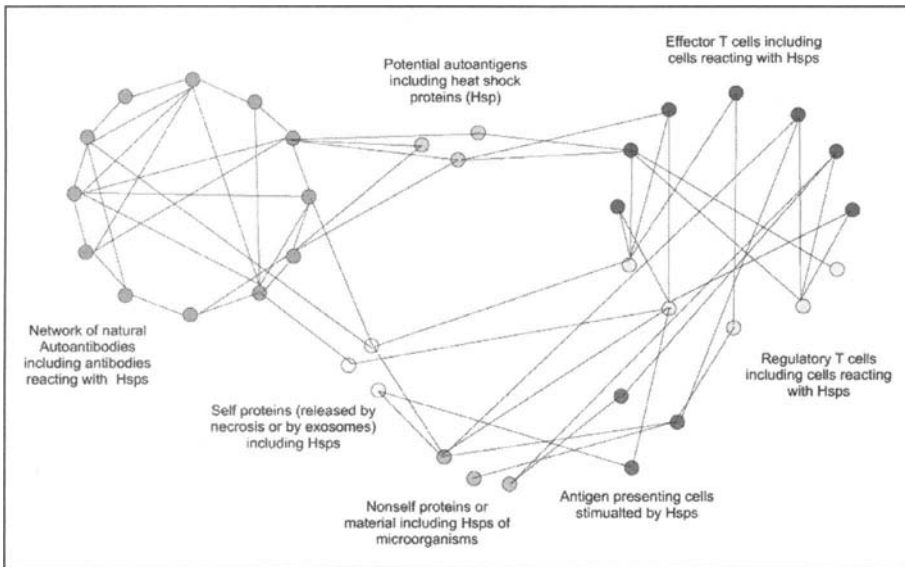 Effector T cells including
cells reacting with Hsps
Potential autoantigens
including heat shock
proteins (Hsp)
Network of natural
Autoantibodies
including antibodies
reacting with Hsps
Regulatory T cells
including cells reacting
with Hsps
Self proteins (released by
necrosis or by exosomes)
including Hsps
Nonself proteins or
material including Hsps of
microorganisms
Antigen presenting cells
stimualted by Hsps